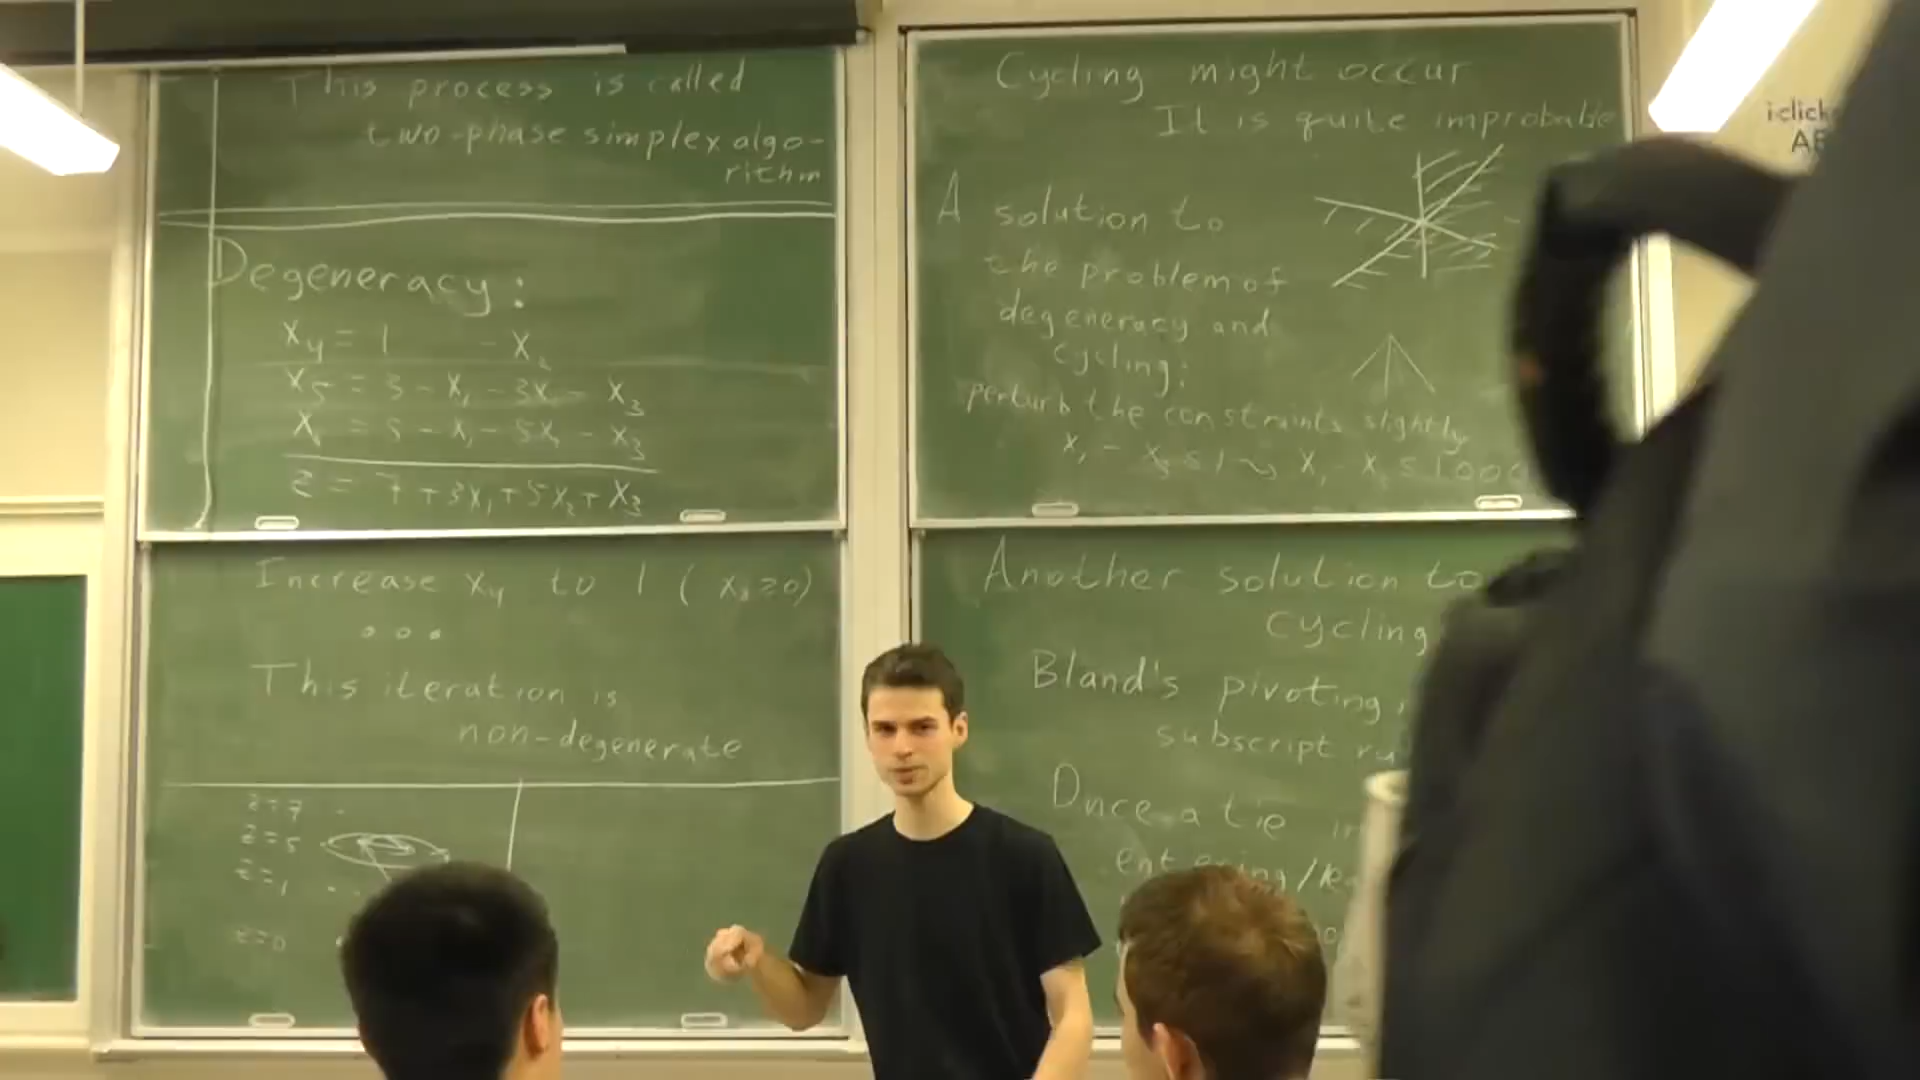 This process is called
two-phase simplex algo-
rithm
Degeneracy:
x₄ = 1 - x₂
x₅ = 3 - x₁ - 3x - x₃
x = 5 - x₁ - 5x₂ - x₃
z = 7 + 3x₁ + 5x₂ + x₃
Increase x₄ to 1 (x₃≥0)
This iteration is
non-degenerate
z=7
z=5
z=1
z=0
Cycling might occur
It is quite improbable
A solution to
the problem of
degeneracy and
cycling:
perturb the constraints slightly
Another solution to
cycling
Bland's pivoting
subscript
Once a tie
entering/
iclick